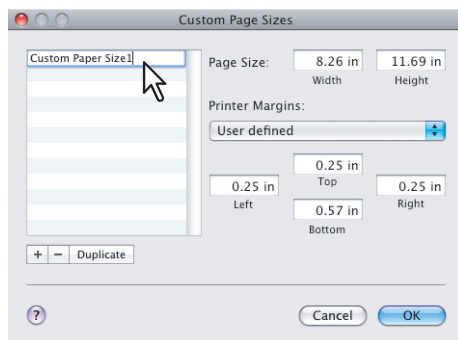 Custom Page Sizes
Custom Paper Size1
Page Size:
8.26 in
11.69 in
Width
Height
Printer Margins:
User defined
0.25 in
Top
0.25 in
Left
0.25 in
Right
0.57 in
Bottom
+
−
Duplicate
?
Cancel
OK